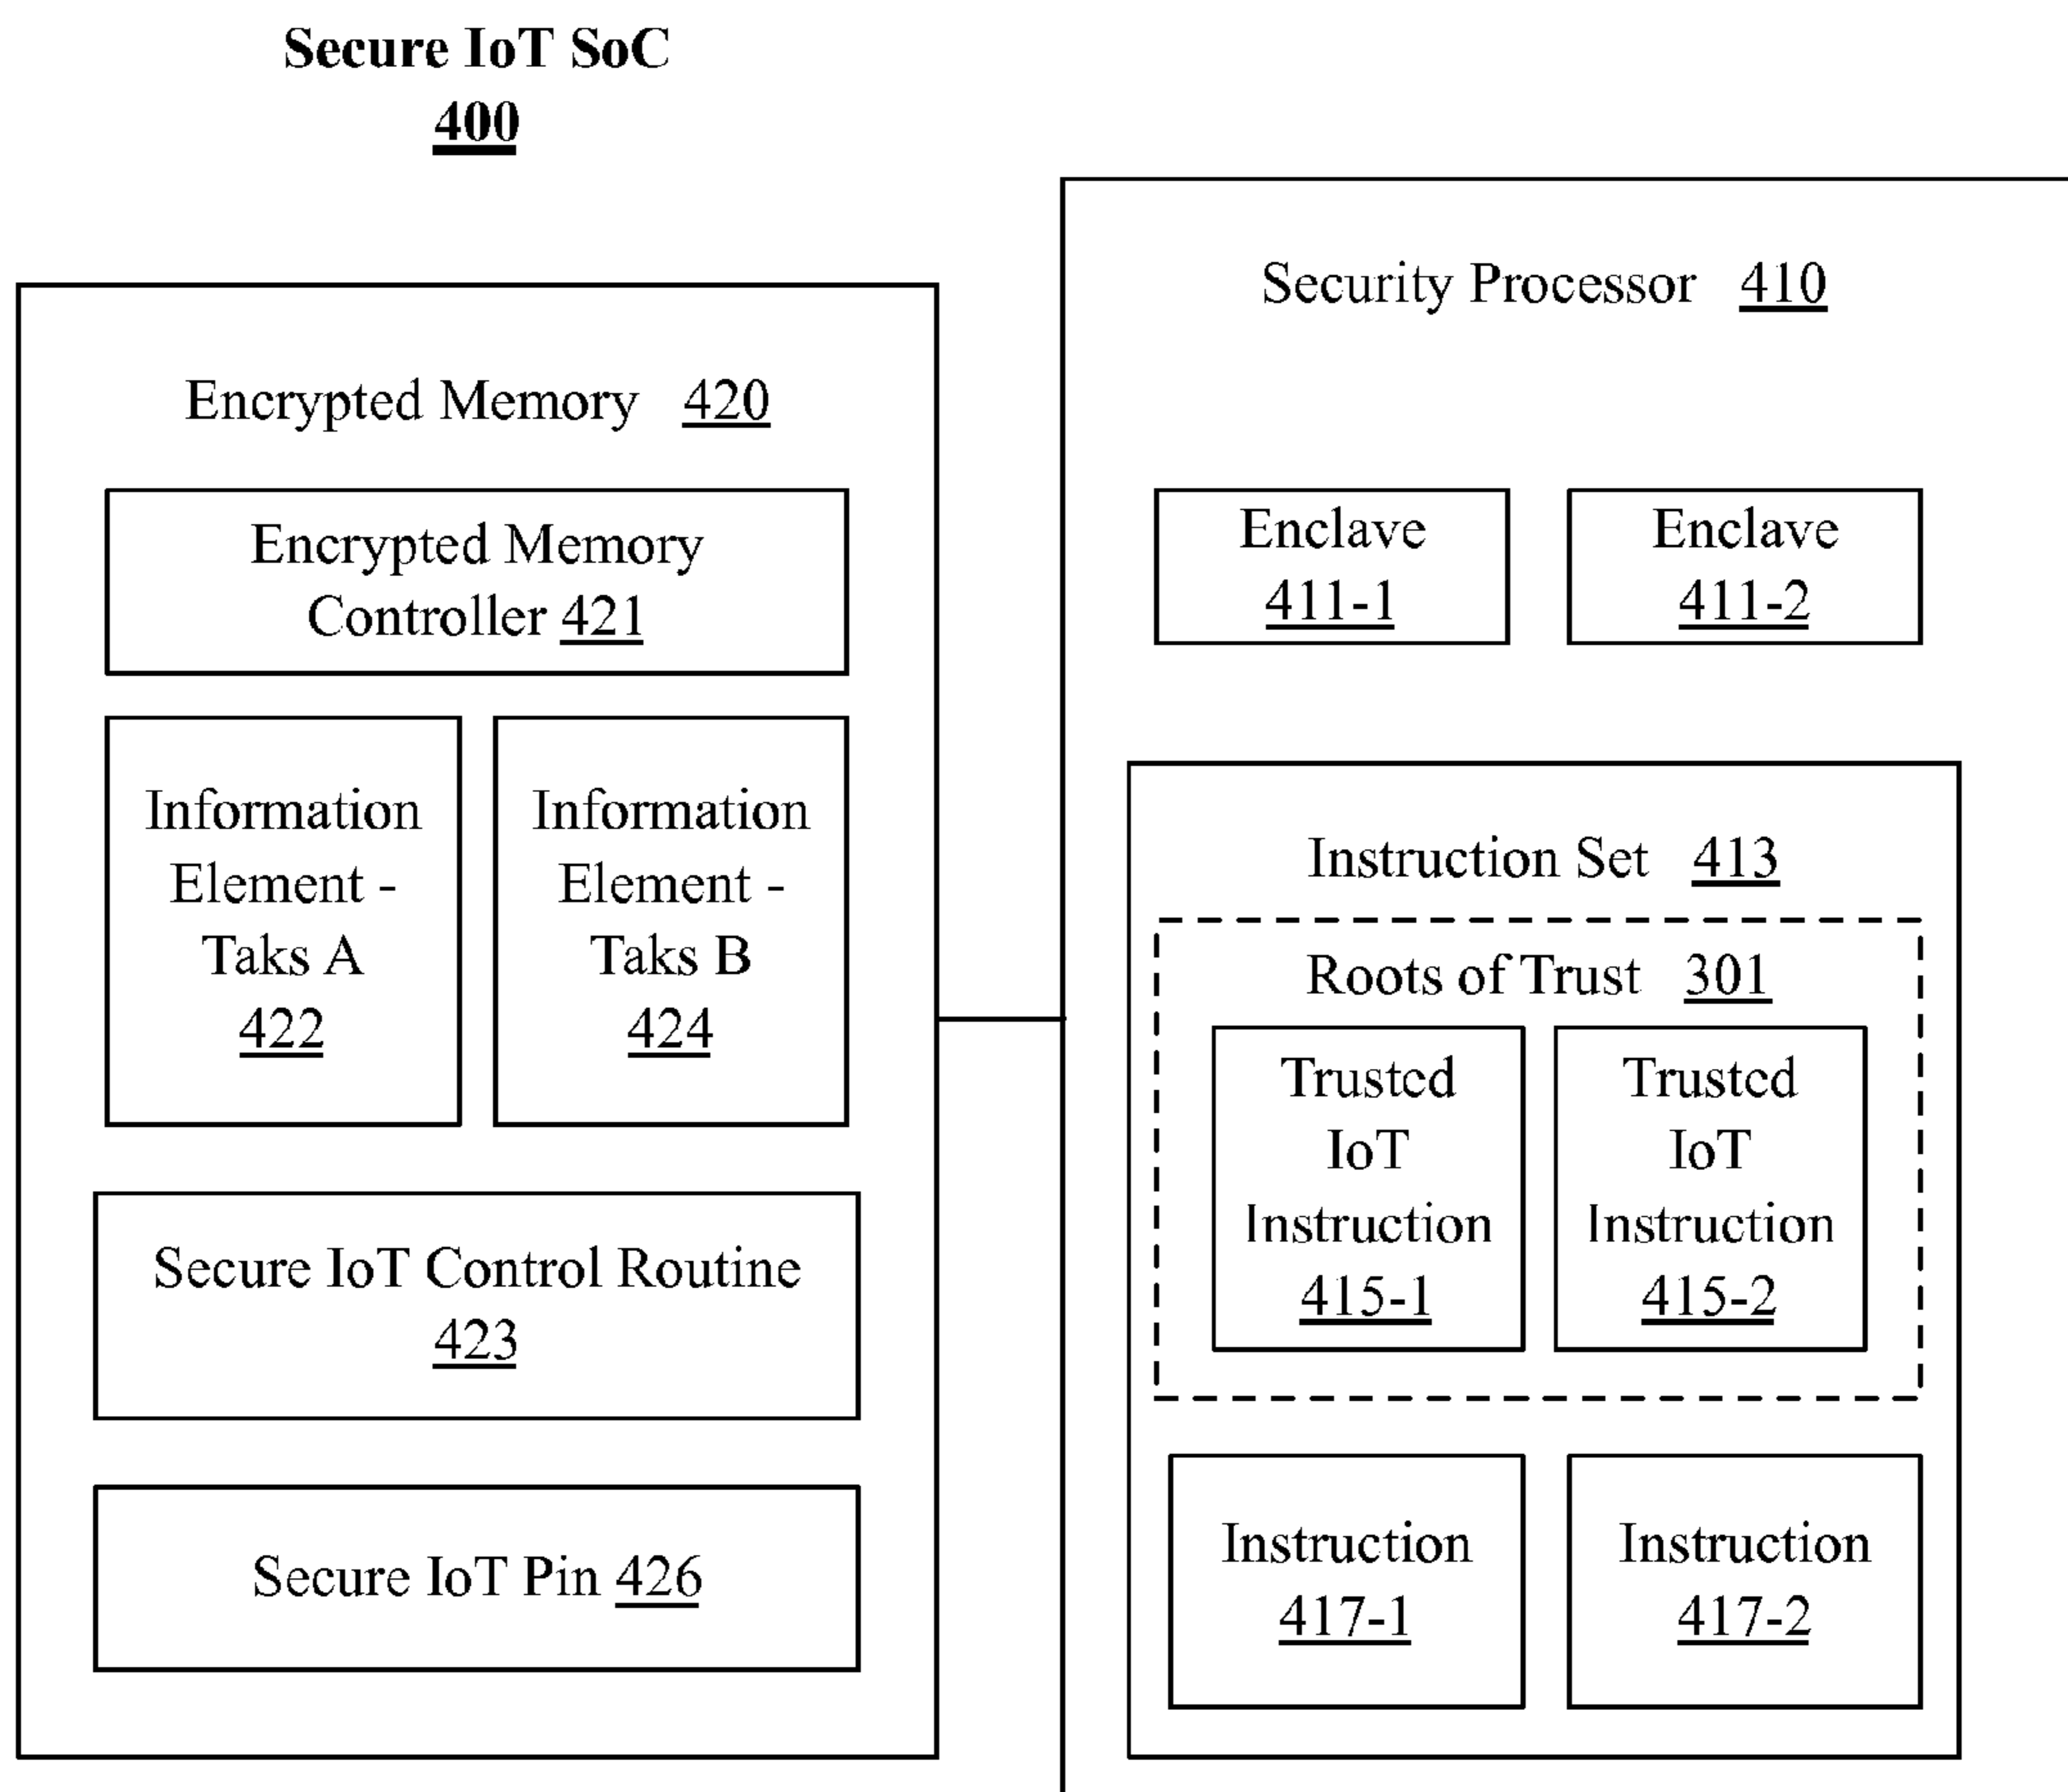 Secure IoT SoC
400
Encrypted Memory 420
Encrypted Memory
Controller 421
Information
Element -
Taks A
422
Information
Element -
Taks B
424
Secure IoT Control Routine
423
Secure IoT Pin 426
Security Processor 410
Enclave
411-1
Enclave
411-2
Instruction Set 413
Roots of Trust 301
Trusted
IoT
Instruction
415-1
Trusted
IoT
Instruction
415-2
Instruction
417-1
Instruction
417-2